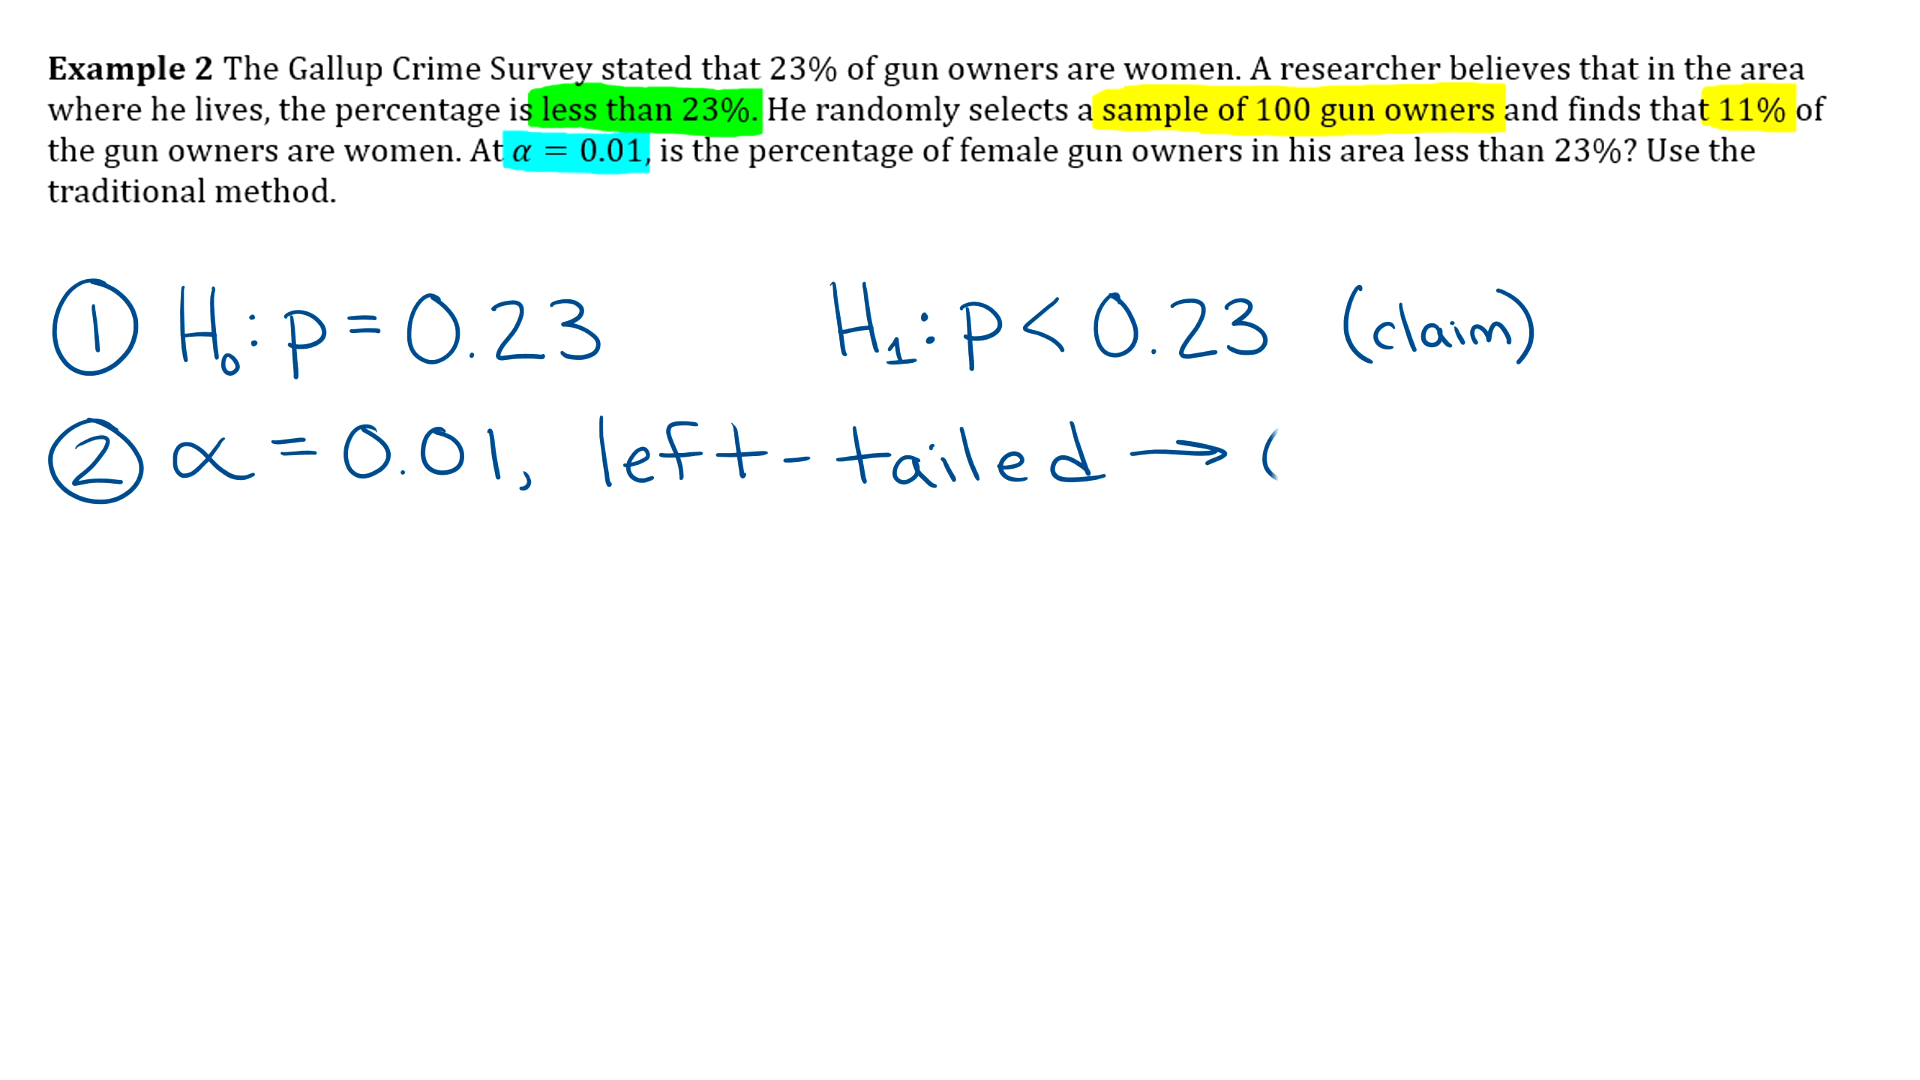 Example 2 The Gallup Crime Survey stated that 23% of gun owners are women. A researcher believes that in the area
where he lives, the percentage is less than 23%. He randomly selects a sample of 100 gun owners and finds that 11% of
the gun owners are women. At α = 0.01, is the percentage of female gun owners in his area less than 23%? Use the
traditional method.
① H₀: p = 0.23 H₁: p < 0.23 (claim)
② α = 0.01, left-tailed → (